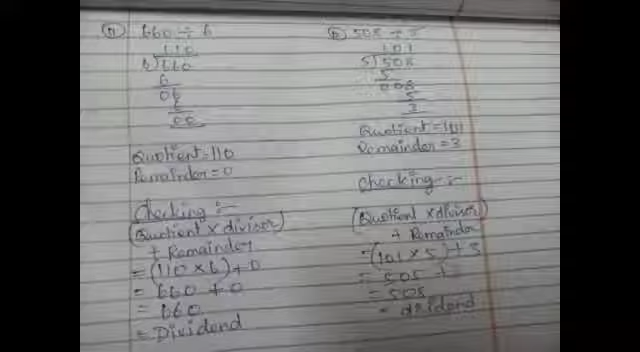 a) 660 ÷ 6
110
6)660
6
06
6
00
Quotient = 110
Remainder = 0
Checking :-
(Quotient × divisor)
+ Remainder
= (110 × 6) + 0
= 660 + 0
= 660
= Dividend
b) 508 ÷ 5
101
5)508
5
008
5
3
Quotient = 101
Remainder = 3
Checking :-
(Quotient × divisor)
+ Remainder
= (101 × 5) + 3
= 505 +
= 508
= dividend